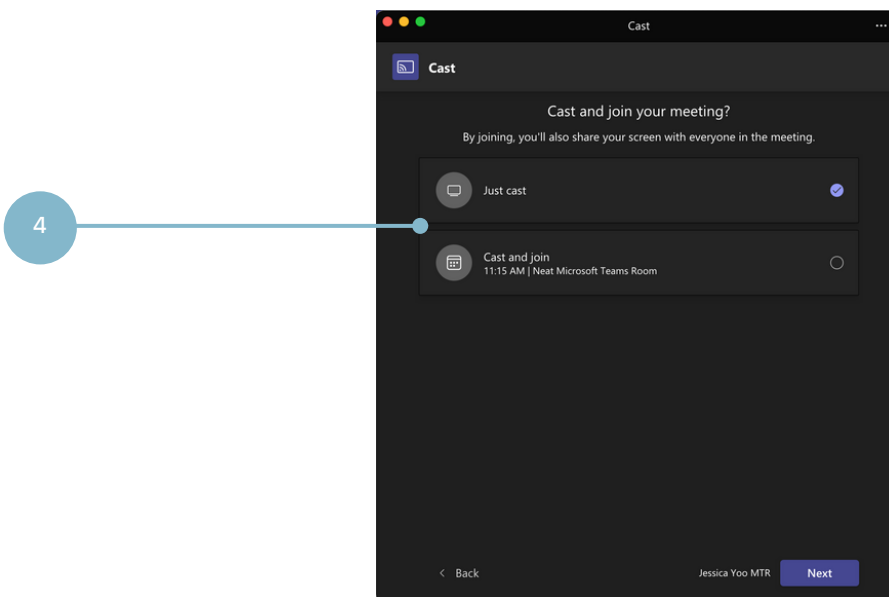 Cast
Cast
Cast and join your meeting?
By joining, you'll also share your screen with everyone in the meeting.
Just cast
4
Cast and join
11:15 AM | Neat Microsoft Teams Room
Back
Jessica Yoo MTR
Next